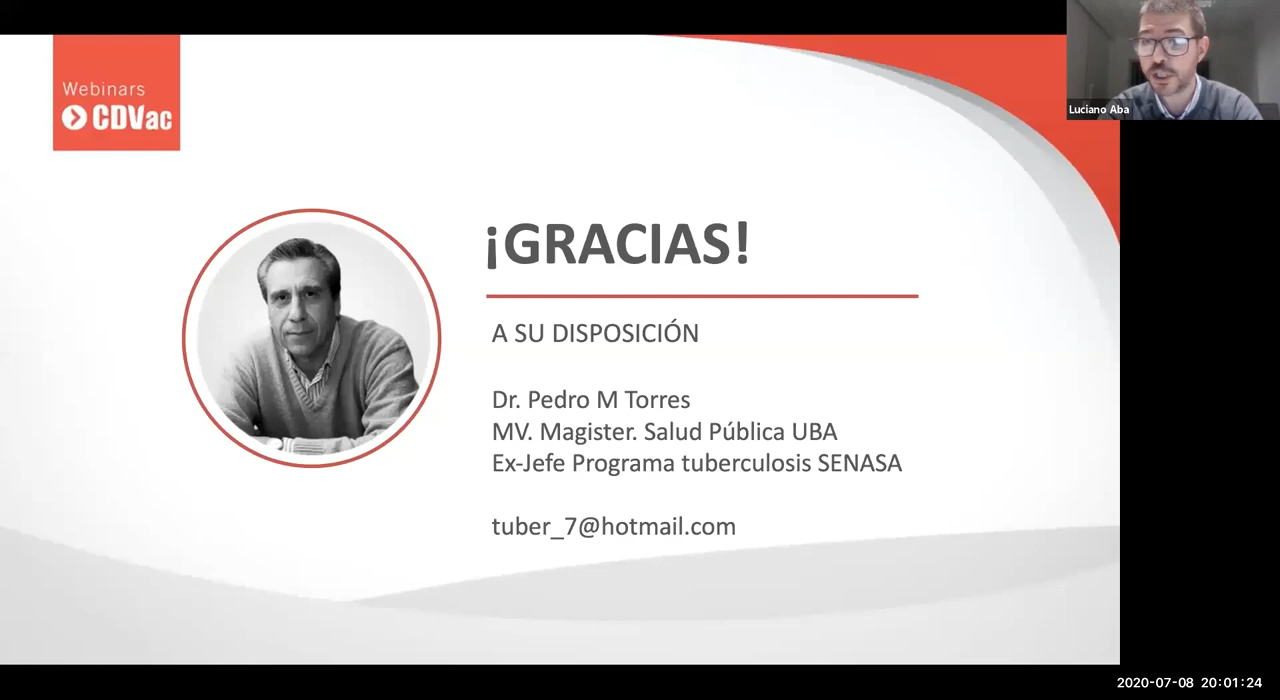 Webinars
CDVac
Luciano Aba
¡GRACIAS!
A SU DISPOSICIÓN
Dr. Pedro M Torres
MV. Magister. Salud Pública UBA
Ex-Jefe Programa tuberculosis SENASA
tuber_7@hotmail.com
2020-07-08 20:01:24